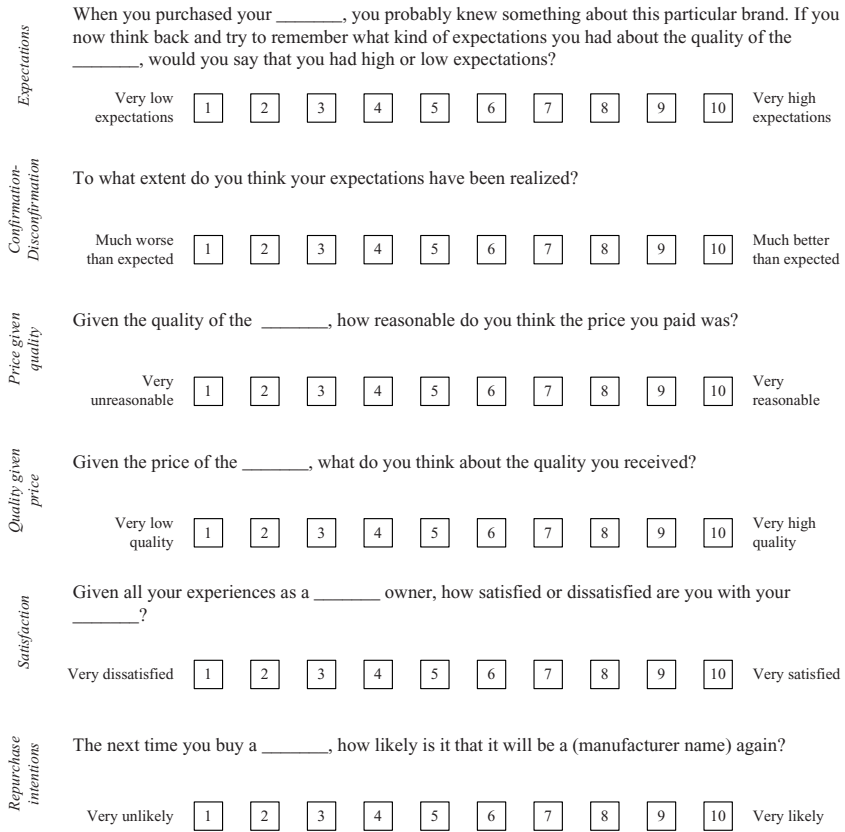 Expectations
When you purchased your _______, you probably knew something about this particular brand. If you
now think back and try to remember what kind of expectations you had about the quality of the
_______, would you say that you had high or low expectations?
Very low
expectations
1 2 3 4 5 6 7 8 9 10
Very high
expectations
Confirmation-
Disconfirmation
To what extent do you think your expectations have been realized?
Much worse
than expected
1 2 3 4 5 6 7 8 9 10
Much better
than expected
Price given
quality
Given the quality of the _______, how reasonable do you think the price you paid was?
Very
unreasonable
1 2 3 4 5 6 7 8 9 10
Very
reasonable
Quality given
price
Given the price of the _______, what do you think about the quality you received?
Very low
quality
1 2 3 4 5 6 7 8 9 10
Very high
quality
Satisfaction
Given all your experiences as a _______ owner, how satisfied or dissatisfied are you with your
_______?
Very dissatisfied 1 2 3 4 5 6 7 8 9 10 Very satisfied
Repurchase
intentions
The next time you buy a _______, how likely is it that it will be a (manufacturer name) again?
Very unlikely 1 2 3 4 5 6 7 8 9 10 Very likely